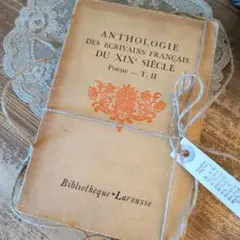 ANTHOLOGIE
DES ÉCRIVAINS FRANÇAIS
DU XIXᵉ SIÈCLE
Poésie — T. II
Bibliothèque Larousse